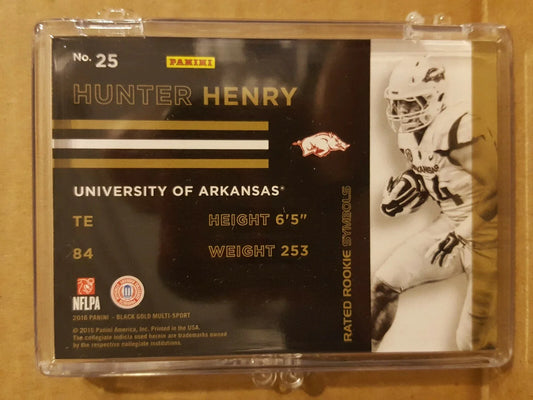 No. 25
PANINI
HUNTER HENRY
UNIVERSITY OF ARKANSAS®
TE
HEIGHT 6'5"
84
WEIGHT 253
RATED ROOKIE SYMBOLS
NFLPA
2016 PANINI - BLACK GOLD MULTI-SPORT
© 2016 Panini America, Inc. Printed in the USA.
The collegiate indicia used herein are trademarks owned
by the respective collegiate institutions.